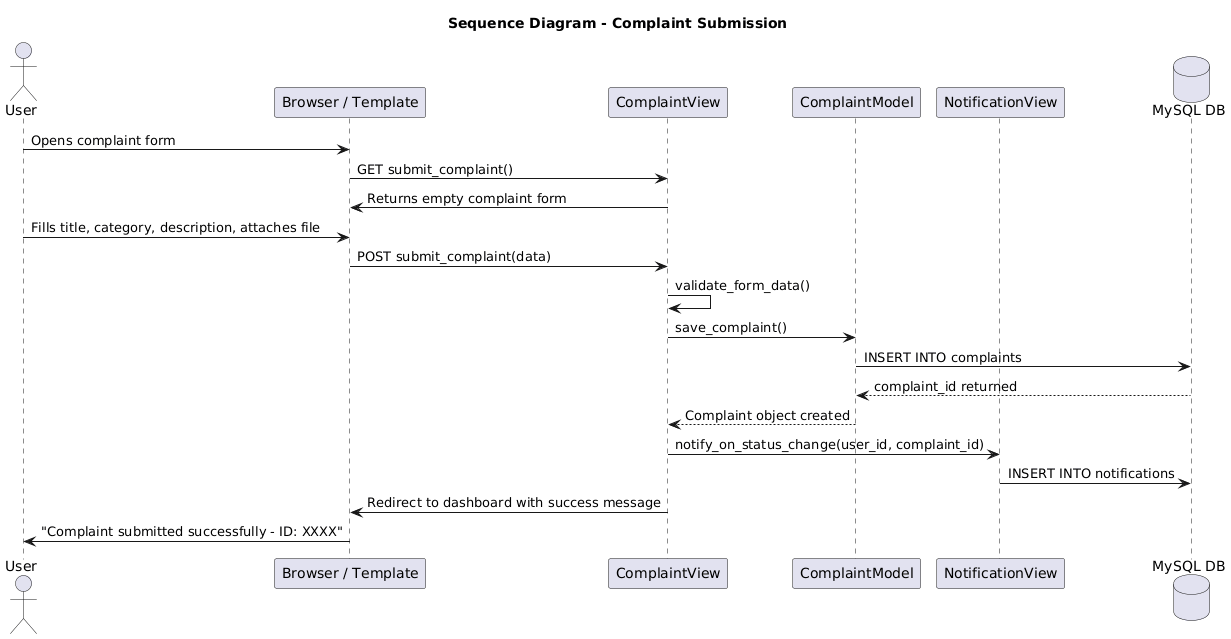 Sequence Diagram - Complaint Submission
User
Browser / Template
ComplaintView
ComplaintModel
NotificationView
MySQL DB
Opens complaint form
GET submit_complaint()
Returns empty complaint form
Fills title, category, description, attaches file
POST submit_complaint(data)
validate_form_data()
save_complaint()
INSERT INTO complaints
complaint_id returned
Complaint object created
notify_on_status_change(user_id, complaint_id)
INSERT INTO notifications
Redirect to dashboard with success message
"Complaint submitted successfully - ID: XXXX"
User
Browser / Template
ComplaintView
ComplaintModel
NotificationView
MySQL DB